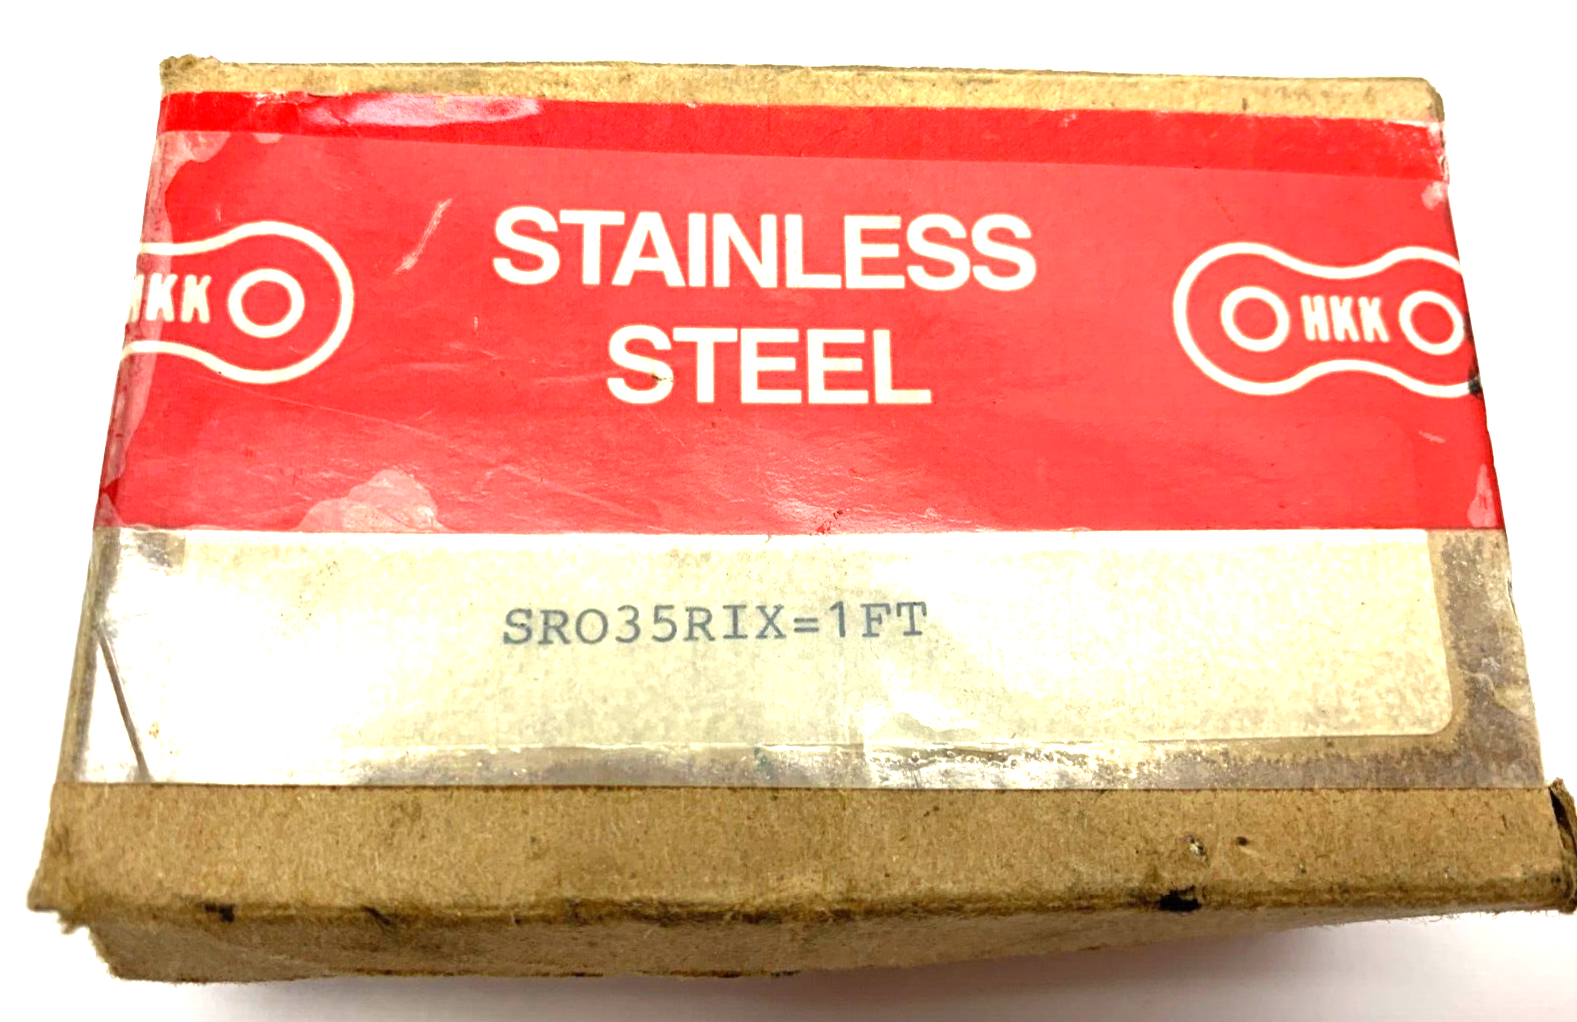 STAINLESS
STEEL
HKK
HKK
SRO35RIX=1FT